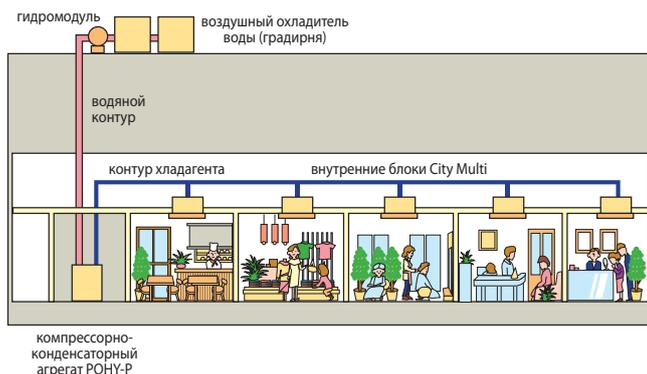 гидромодуль
воздушный охладитель
воды (градирня)
водяной
контур
контур хладагента
внутренние блоки City Multi
компрессорно-
конденсаторный
агрегат PQHY-P